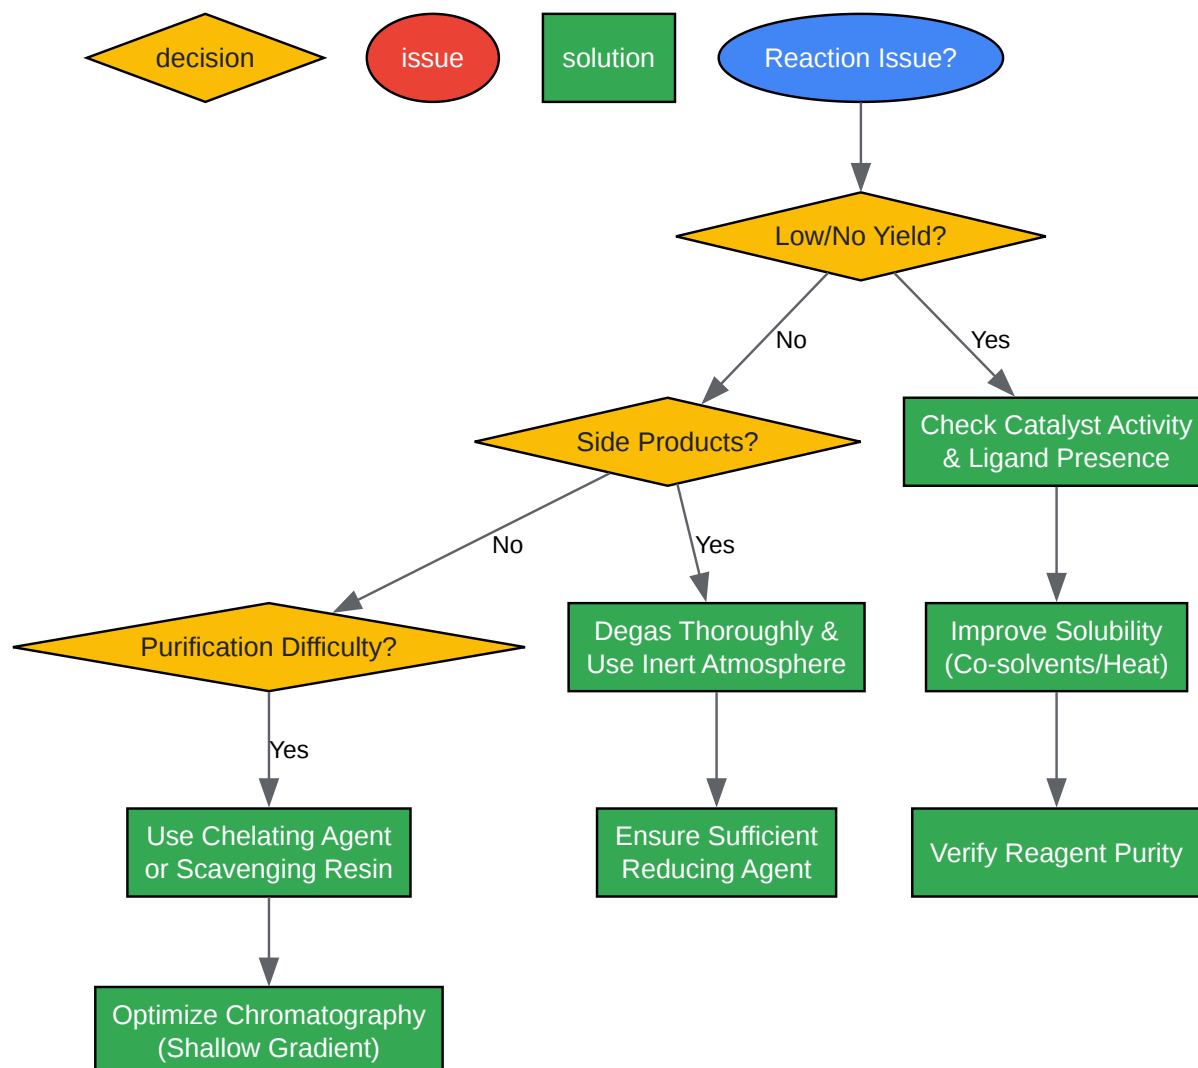 decision
issue
solution
Reaction Issue?
Low/No Yield?
No
Yes
Side Products?
Check Catalyst Activity
& Ligand Presence
No
Yes
Purification Difficulty?
Degas Thoroughly &
Use Inert Atmosphere
Improve Solubility
(Co-solvents/Heat)
Yes
Use Chelating Agent
or Scavenging Resin
Ensure Sufficient
Reducing Agent
Verify Reagent Purity
Optimize Chromatography
(Shallow Gradient)